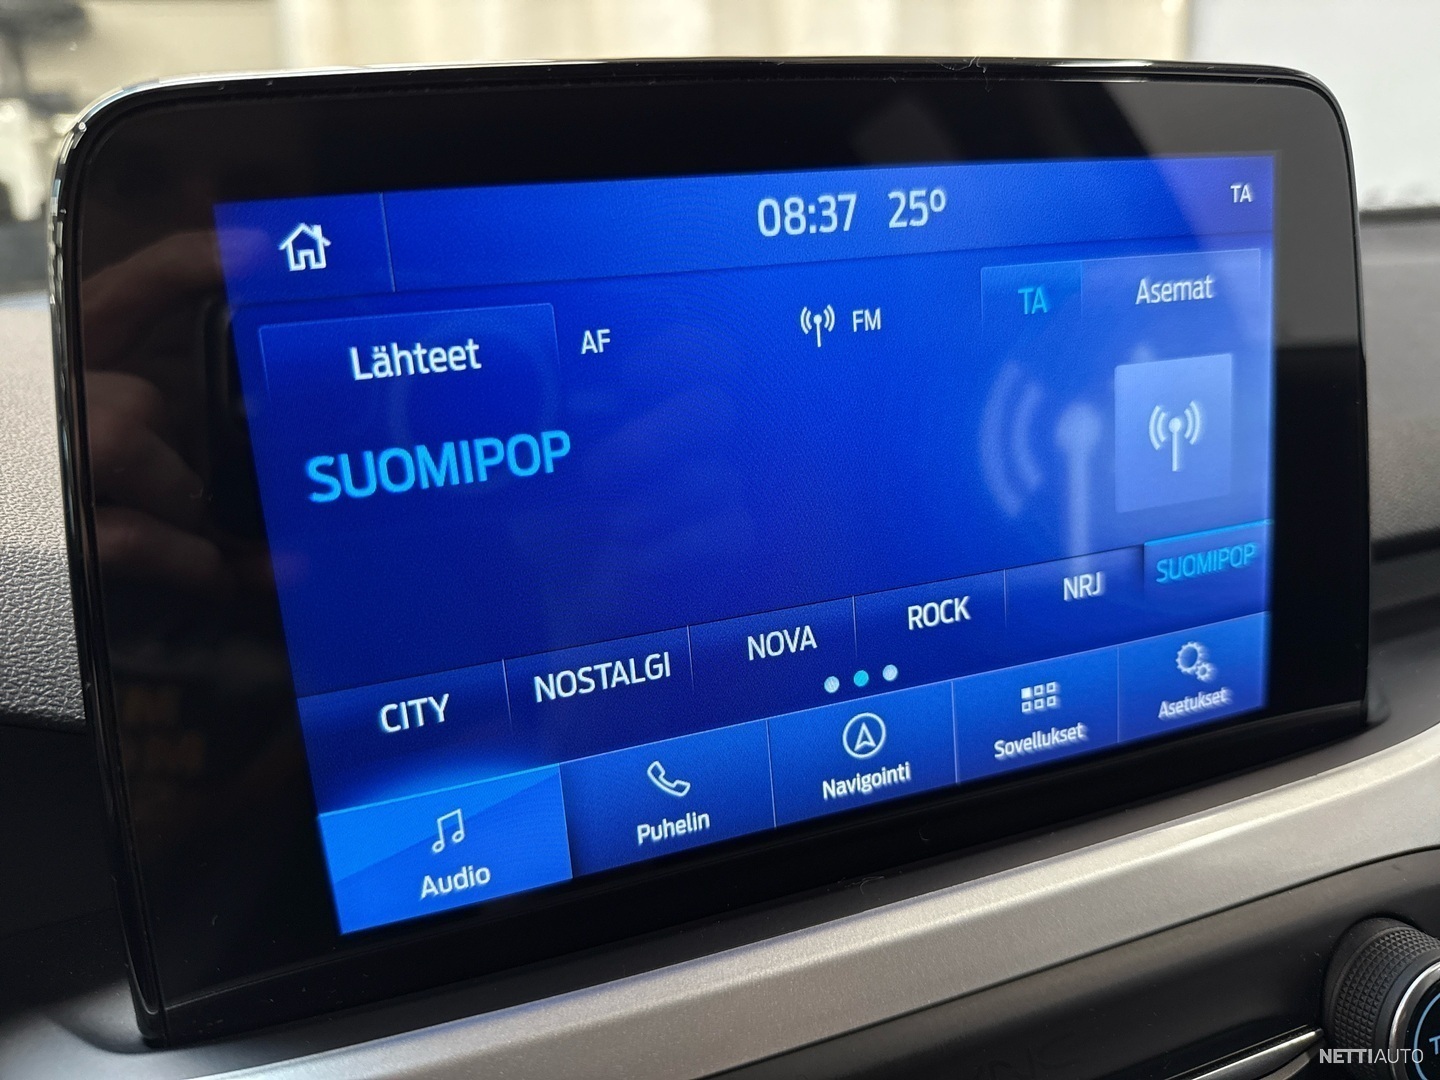 08:37 25º
TA
Lähteet
AF
FM
TA
Asemat
SUOMIPOP
CITY
NOSTALGI
NOVA
ROCK
NRJ
SUOMIPOP
Audio
Puhelin
Navigointi
Sovellukset
Asetukset
NETTIAUTO